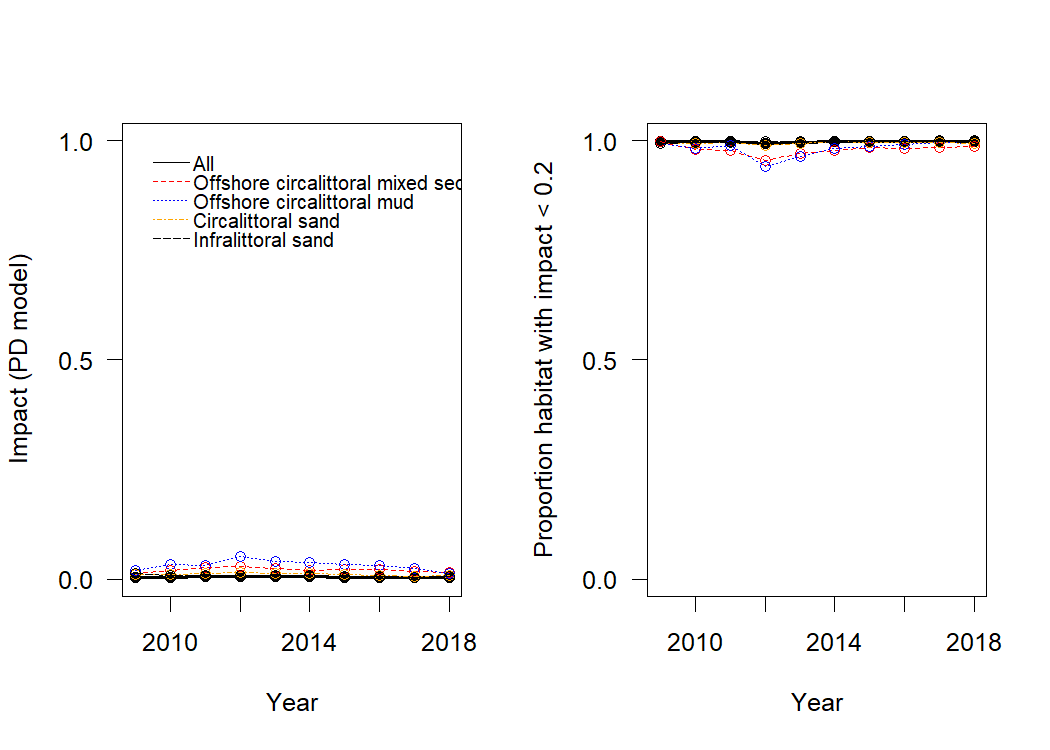 Impact (PD model)
1.0
0.5
0.0
All
Offshore circalittoral mixed sec
Offshore circalittoral mud
Circalittoral sand
Infralittoral sand
2010 2014 2018
Year
Proportion habitat with impact < 0.2
1.0
0.5
0.0
2010 2014 2018
Year